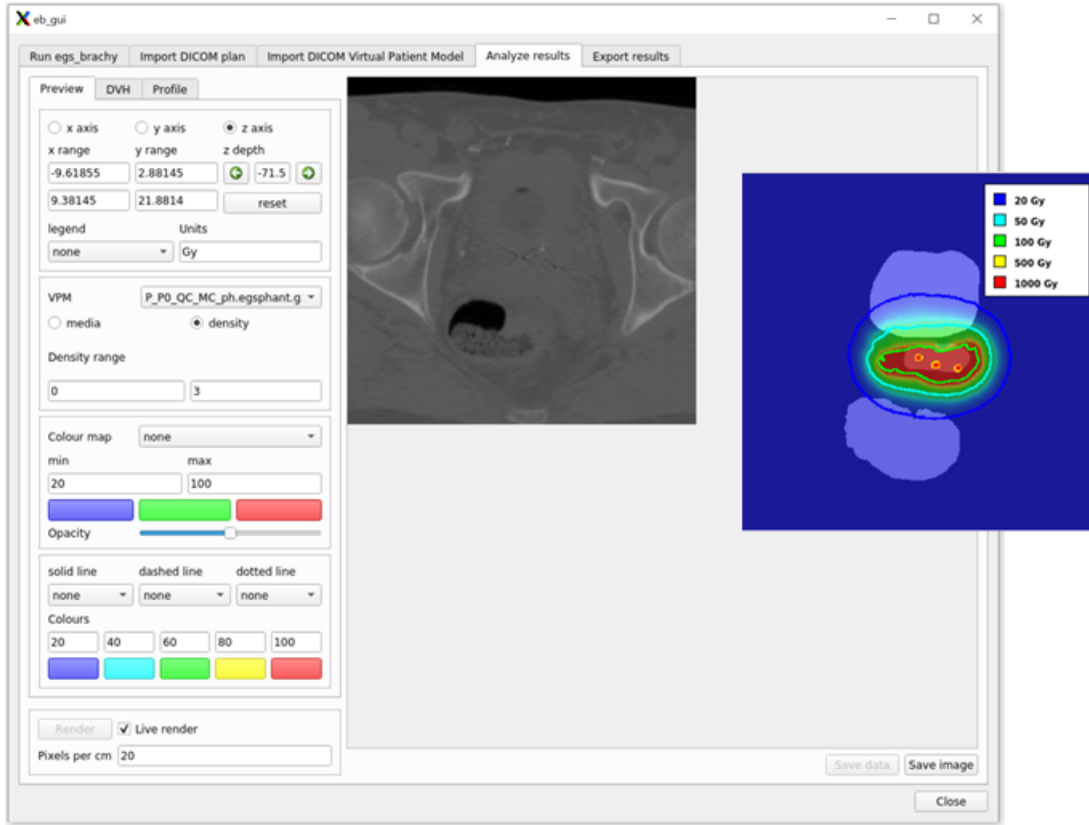 eb_gui
Run egs_brachy Import DICOM plan Import DICOM Virtual Patient Model Analyze results Export results
Preview DVH Profile
x axis y axis z axis
x range y range z depth
-9.61855 2.88145 -71.5
9.38145 21.8814 reset
legend Units
none Gy
VPM P_P0_QC_MC_ph.egsphant.g
media density
Density range
0 3
Colour map none
min max
20 100
Opacity
solid line dashed line dotted line
none none none
Colours
20 40 60 80 100
Render Live render
Pixels per cm 20
20 Gy
50 Gy
100 Gy
500 Gy
1000 Gy
Save data Save image
Close